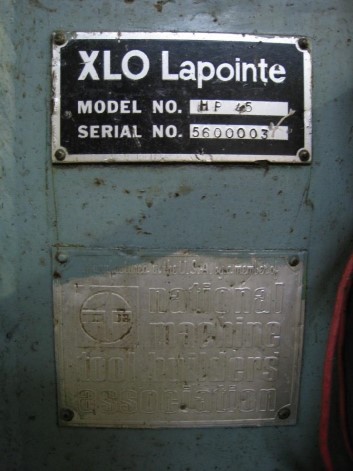 XLO Lapointe
MODEL NO. HP 45
SERIAL NO. 5600003
national
machine
tool builders'
association